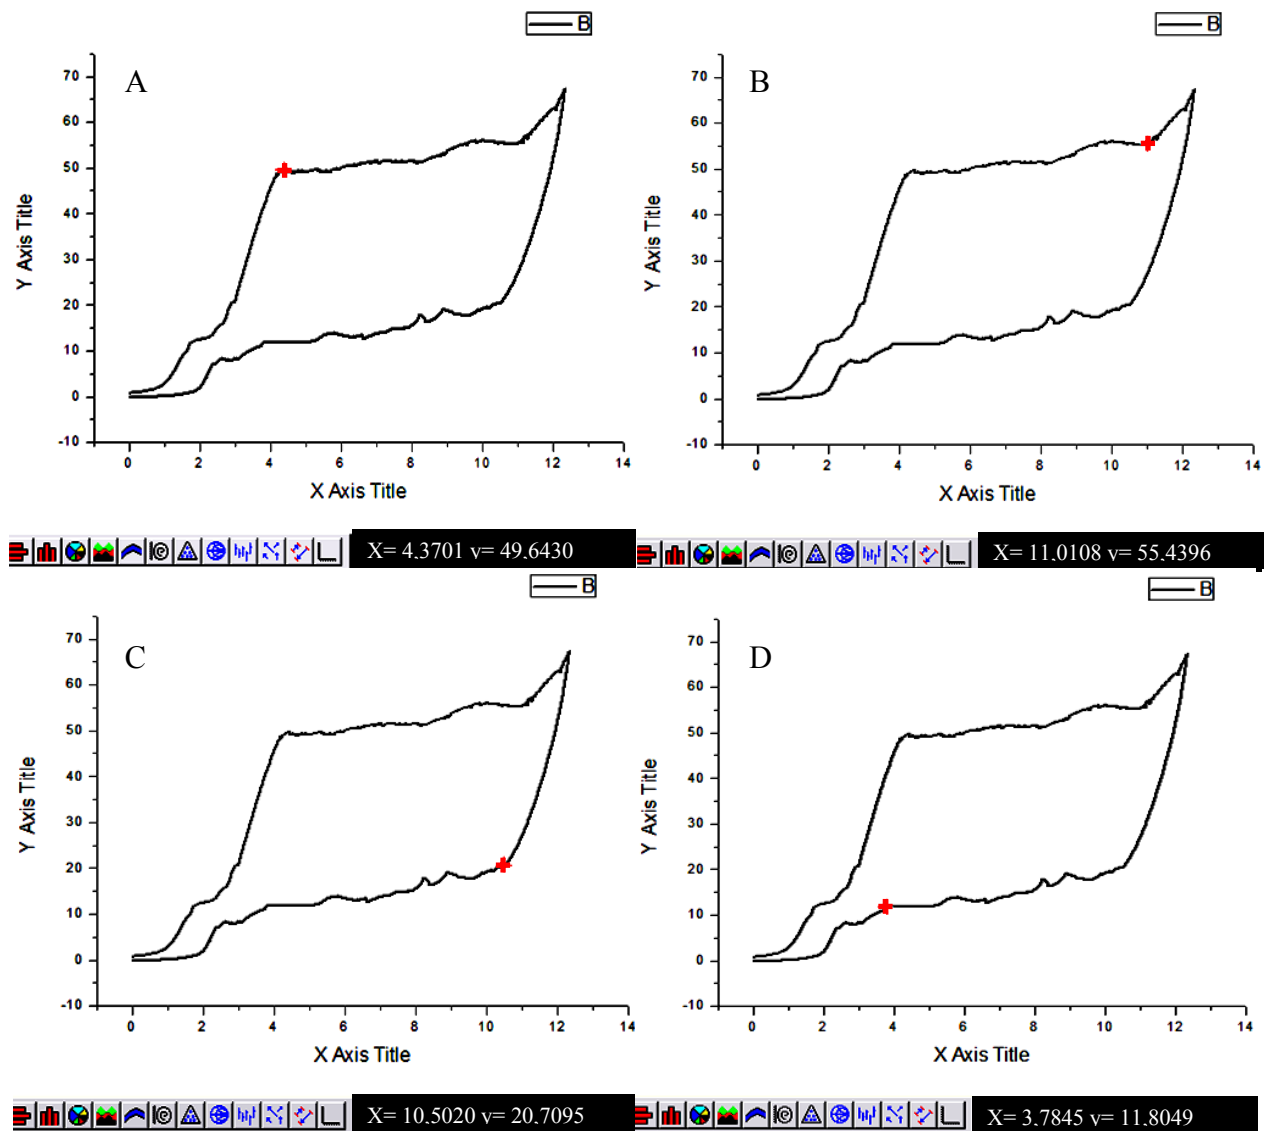 B
A
70
60
50
40
30
20
10
0
-10
Y Axis Title
0 2 4 6 8 10 12 14
X Axis Title
X= 4.3701 y= 49.6430
B
B
70
60
50
40
30
20
10
0
-10
Y Axis Title
0 2 4 6 8 10 12 14
X Axis Title
X= 11.0108 y= 55.4396
B
C
70
60
50
40
30
20
10
0
-10
Y Axis Title
0 2 4 6 8 10 12 14
X Axis Title
X= 10.5020 y= 20.7095
B
D
70
60
50
40
30
20
10
0
-10
Y Axis Title
0 2 4 6 8 10 12 14
X Axis Title
X= 3.7845 y= 11.8049